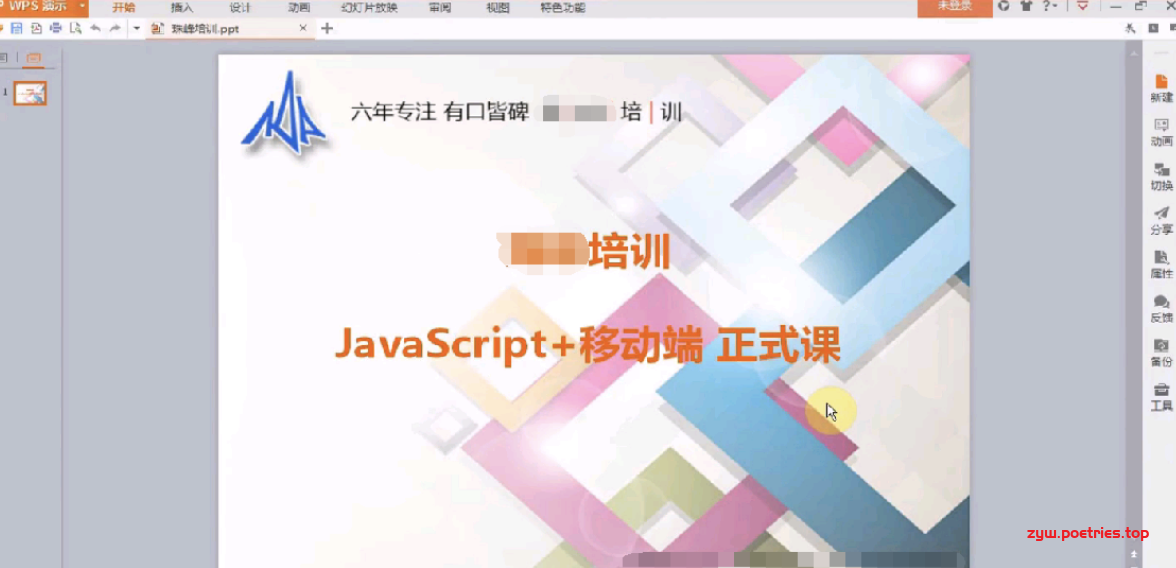 WPS 演示
开始 插入 设计 动画 幻灯片放映 审阅 视图 特色功能
未登录
珠峰培训.ppt
1
六年专注 有口皆碑 培|训
培训
JavaScript+移动端 正式课
新建
动画
切换
分享
属性
反馈
备份
工具
zyw.poetries.top